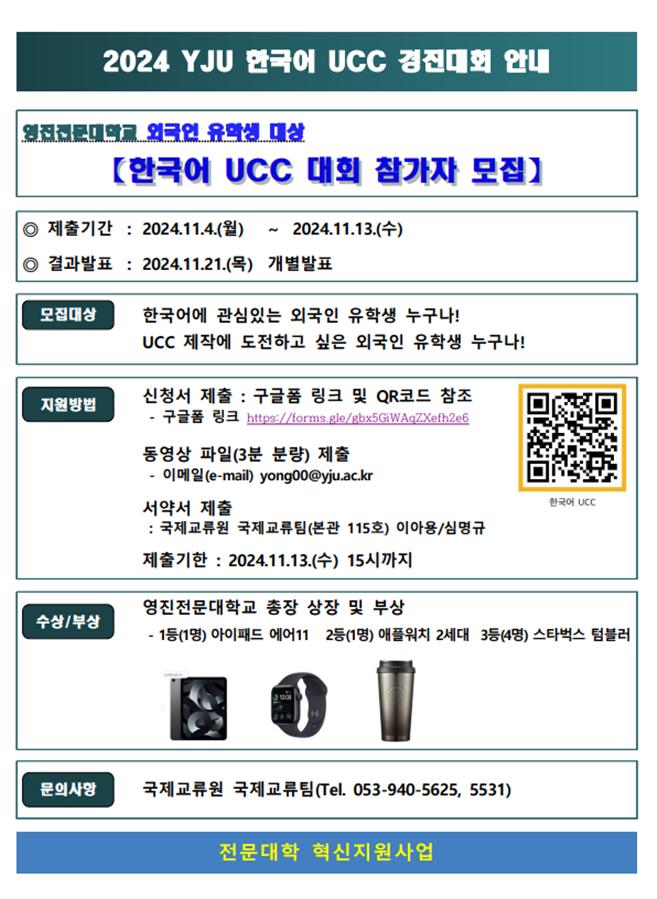 2024 YJU 한국어 UCC 경진대회 안내
영진전문대학교 외국인 유학생 대상
【한국어 UCC 대회 참가자 모집】
◎ 제출기간 : 2024.11.4.(월) ~ 2024.11.13.(수)
◎ 결과발표 : 2024.11.21.(목) 개별발표
모집대상
한국어에 관심있는 외국인 유학생 누구나!
UCC 제작에 도전하고 싶은 외국인 유학생 누구나!
지원방법
신청서 제출 : 구글폼 링크 및 QR코드 참조
- 구글폼 링크 https://forms.gle/gbx5GiWAqZXefh2e6
동영상 파일(3분 분량) 제출
- 이메일(e-mail) yong00@yju.ac.kr
한국어 UCC
서약서 제출
: 국제교류원 국제교류팀(본관 115호) 이아용/심명규
제출기한 : 2024.11.13.(수) 15시까지
수상/부상
영진전문대학교 총장 상장 및 부상
- 1등(1명) 아이패드 에어11 2등(1명) 애플워치 2세대 3등(4명) 스타벅스 텀블러
문의사항
국제교류원 국제교류팀(Tel. 053-940-5625, 5531)
전문대학 혁신지원사업